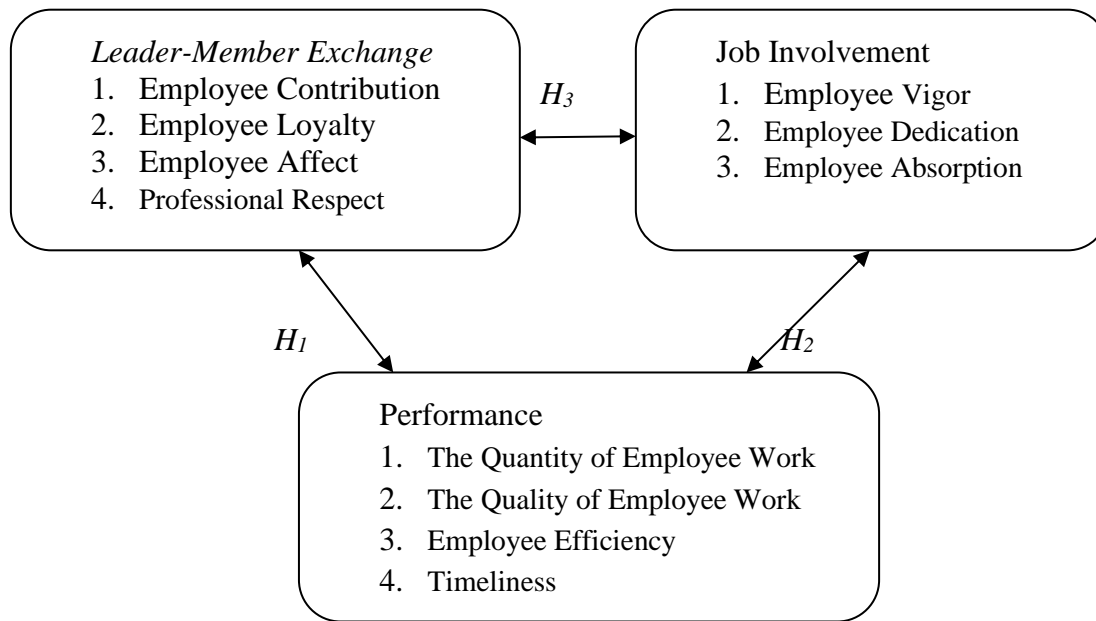 Leader-Member Exchange
1. Employee Contribution
2. Employee Loyalty
3. Employee Affect
4. Professional Respect
H3
Job Involvement
1. Employee Vigor
2. Employee Dedication
3. Employee Absorption
H1
H2
Performance
1. The Quantity of Employee Work
2. The Quality of Employee Work
3. Employee Efficiency
4. Timeliness